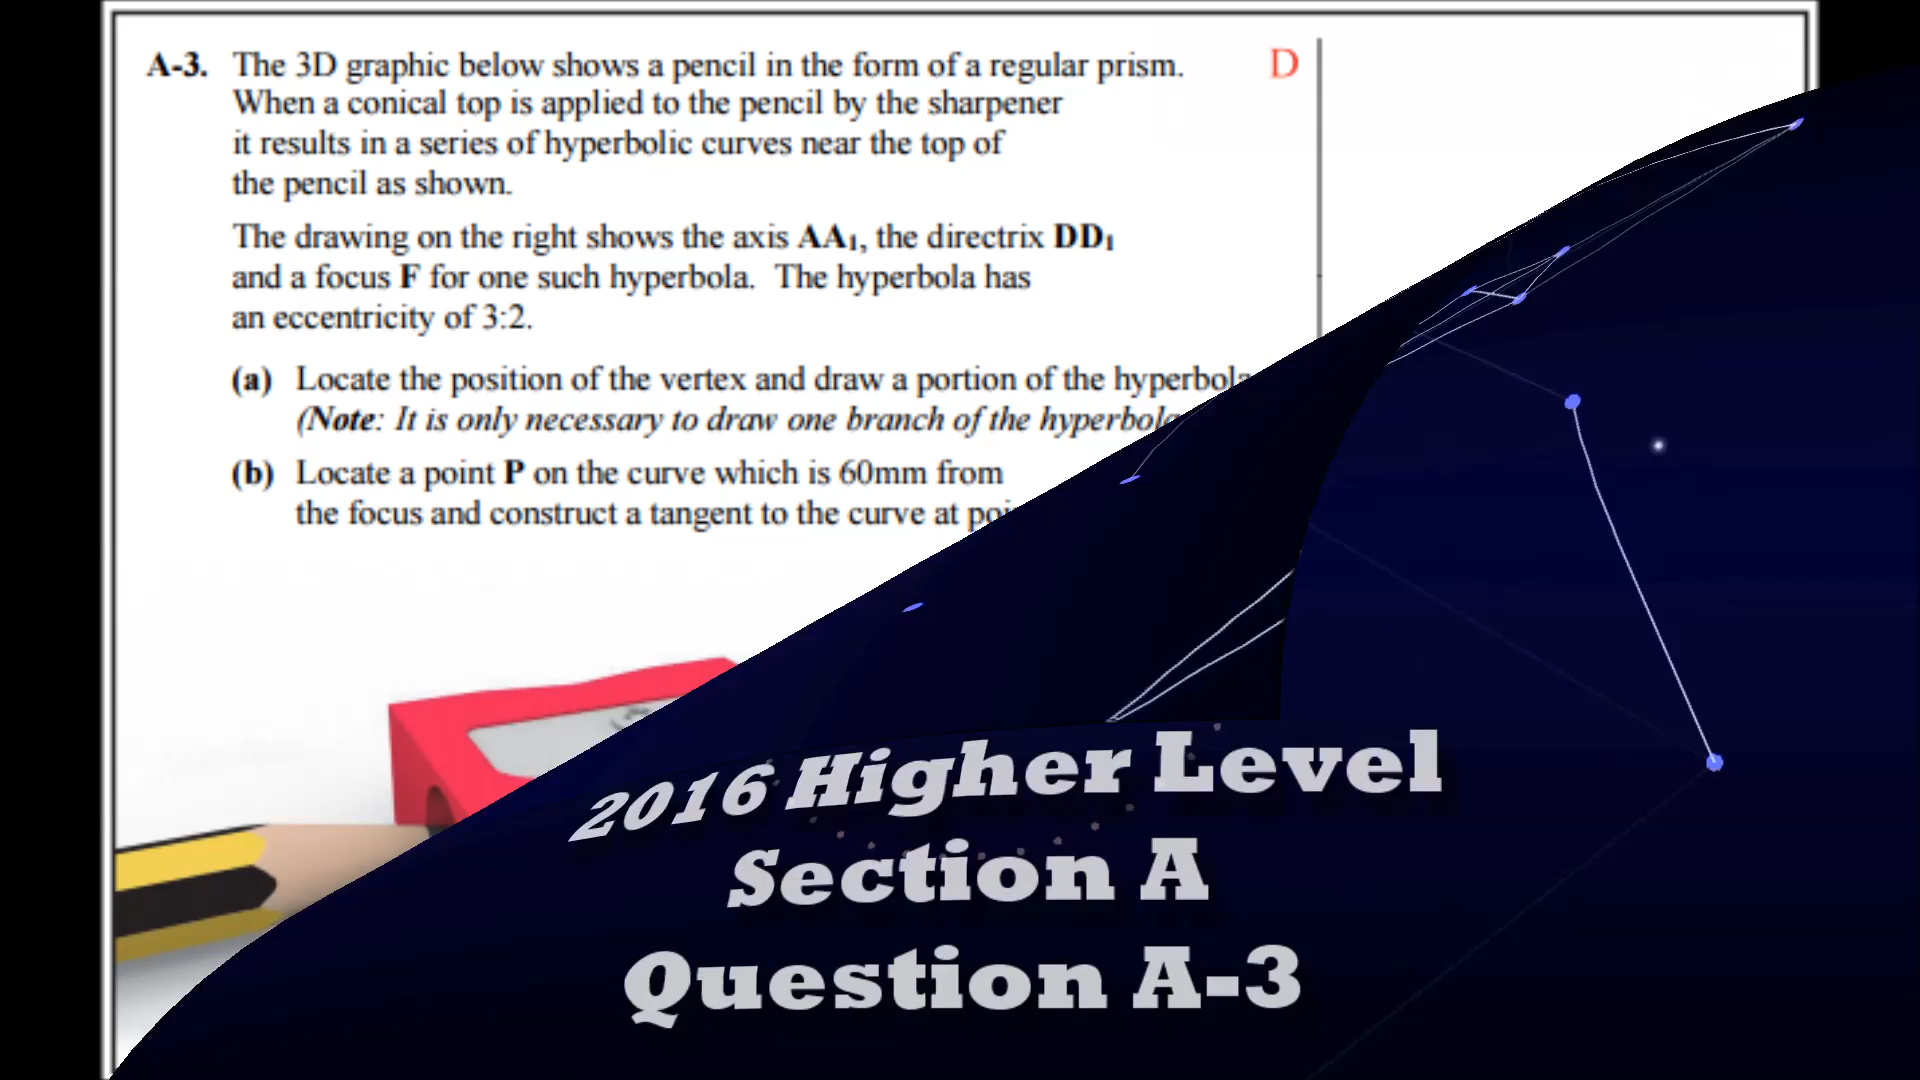 A-3. The 3D graphic below shows a pencil in the form of a regular prism.
D
When a conical top is applied to the pencil by the sharpener
it results in a series of hyperbolic curves near the top of
the pencil as shown.
The drawing on the right shows the axis AA₁, the directrix DD₁
and a focus F for one such hyperbola. The hyperbola has
an eccentricity of 3:2.
(a) Locate the position of the vertex and draw a portion of the
(Note: It is only necessary to draw one branch of the
(b) Locate a point P on the curve which is 60mm from
the focus and construct a tangent to the curve at
2016 Higher Level
Section A
Question A-3